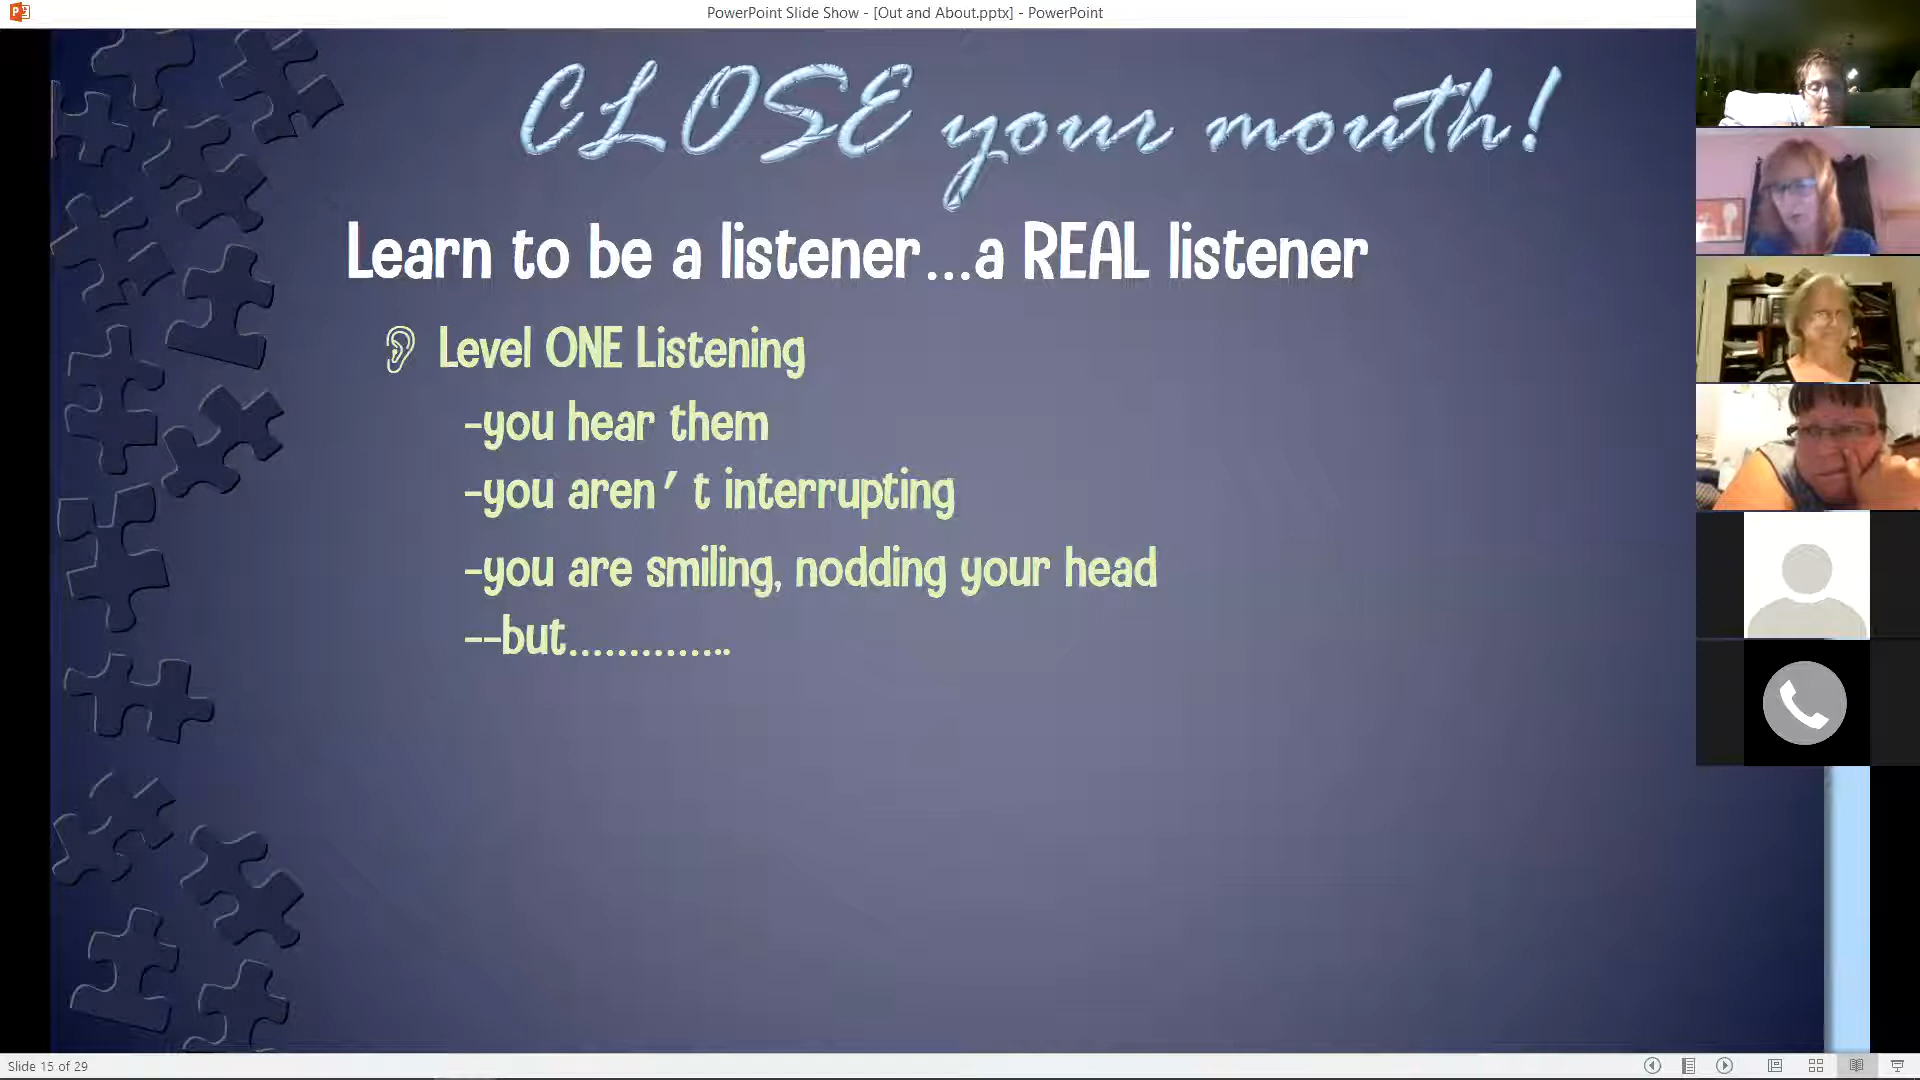 PowerPoint Slide Show - [Out and About.pptx] - PowerPoint
CLOSE your mouth!
Learn to be a listener...a REAL listener
Level ONE Listening
-you hear them
-you aren't interrupting
-you are smiling, nodding your head
--but..............
Slide 15 of 29